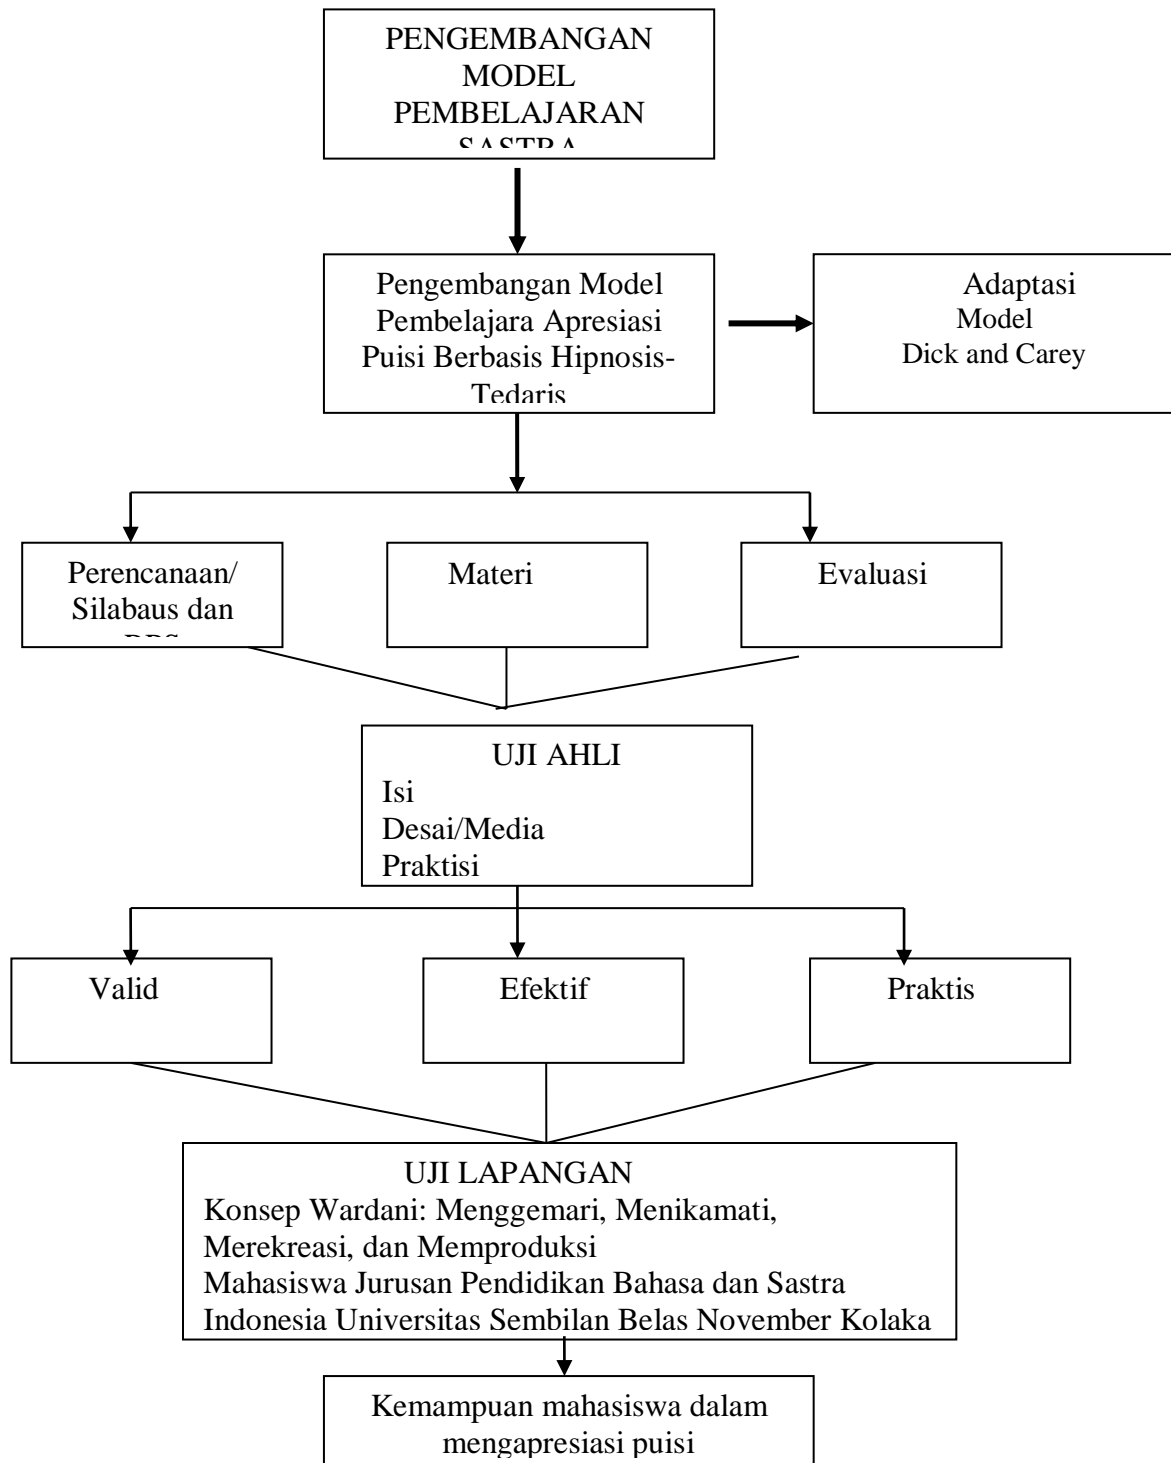 PENGEMBANGAN
MODEL
PEMBELAJARAN
SASTRA
Pengembangan Model
Pembelajara Apresiasi
Puisi Berbasis Hipnosis-
Tedaris
Adaptasi
Model
Dick and Carey
Perencanaan/
Silabaus dan
Materi
Evaluasi
UJI AHLI
Isi
Desai/Media
Praktisi
Valid
Efektif
Praktis
UJI LAPANGAN
Konsep Wardani: Menggemari, Menikamati,
Merekreasi, dan Memproduksi
Mahasiswa Jurusan Pendidikan Bahasa dan Sastra
Indonesia Universitas Sembilan Belas November Kolaka
Kemampuan mahasiswa dalam
mengapresiasi puisi